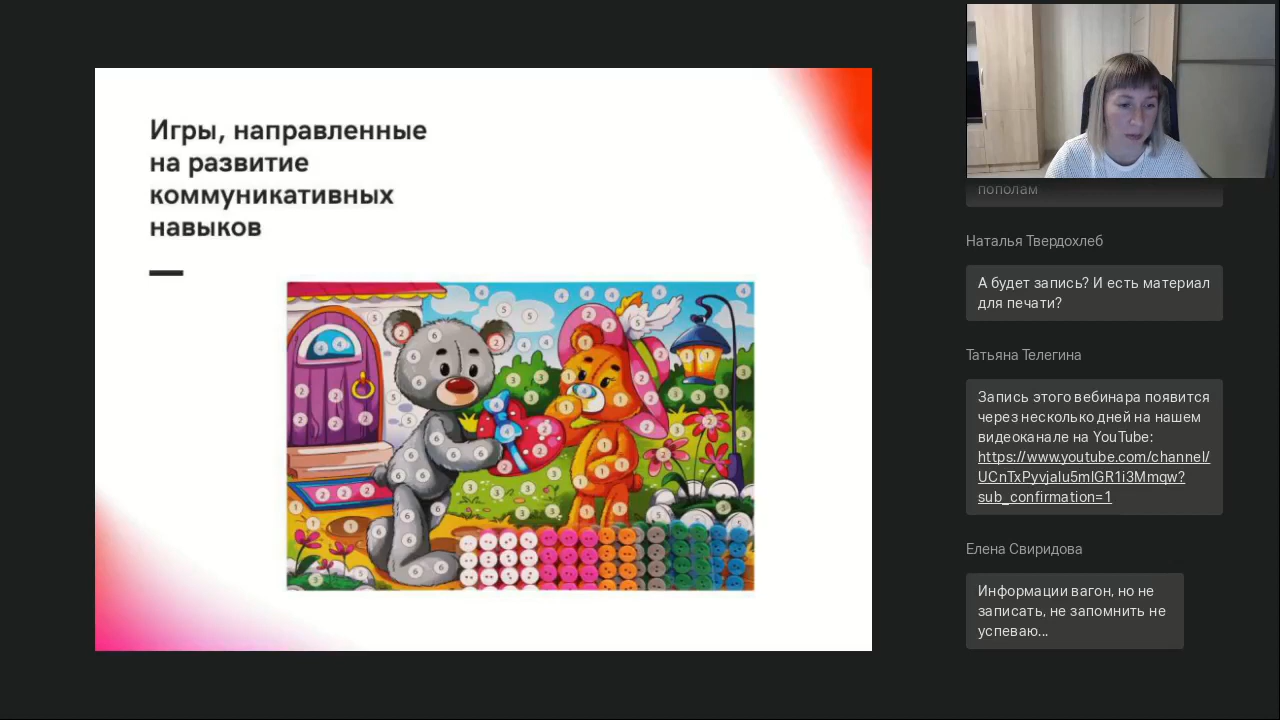 Игры, направленные
на развитие
коммуникативных
навыков
пополам
Наталья Твердохлеб
А будет запись? И есть материал
для печати?
Татьяна Телегина
Запись этого вебинара появится
через несколько дней на нашем
видеоканале на YouTube:
https://www.youtube.com/channel/
UCnTxPyvjalu5mlGR1i3Mmqw?
sub_confirmation=1
Елена Свиридова
Информации вагон, но не
записать, не запомнить не
успеваю...